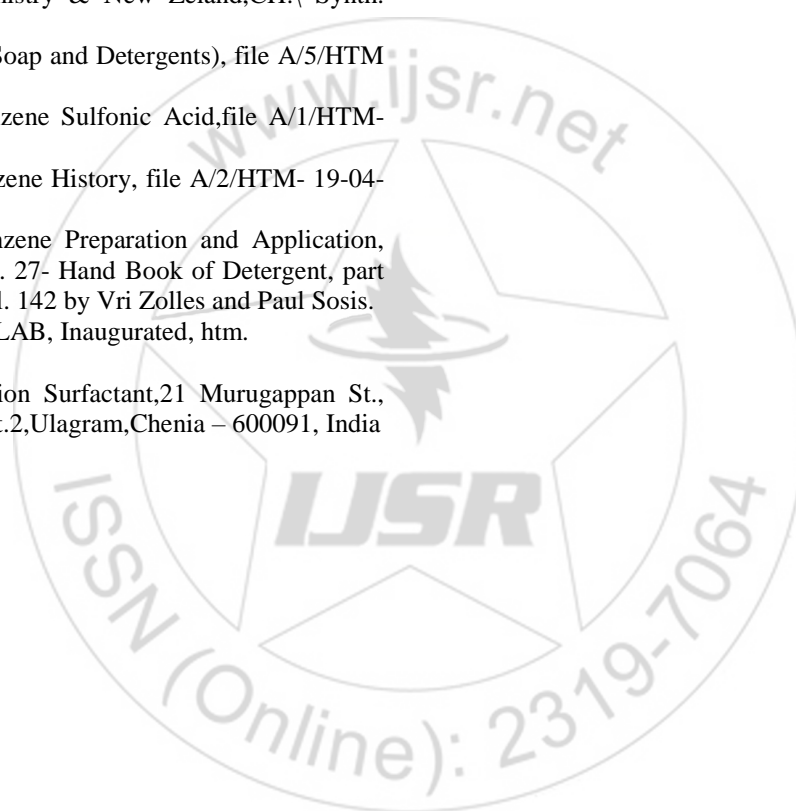 istry & New Zeland,CH.\ Synth.
Soap and Detergents), file A/5/HTM
zene Sulfonic Acid,file A/1/HTM-
zene History, file A/2/HTM- 19-04-
nzene Preparation and Application,
. 27- Hand Book of Detergent, part
l. 142 by Vri Zolles and Paul Sosis.
LAB, Inaugurated, htm.
ion Surfactant,21 Murugappan St.,
t.2,Ulagram,Chenia – 600091, India
www.ijsr.net
IJSR
ISSN (Online): 2319-7064